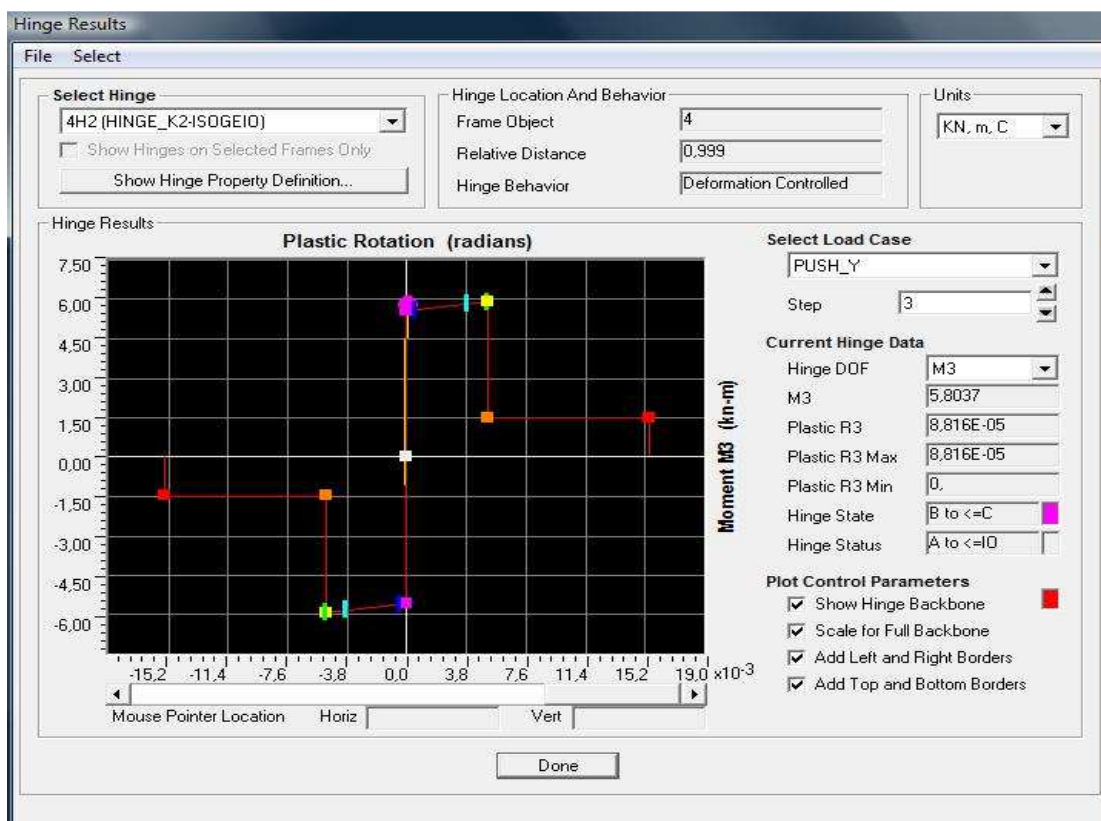 Hinge Results
File Select
Select Hinge
4H2 (HINGE_K2-ISOGEIO)
Show Hinges on Selected Frames Only
Show Hinge Property Definition...
Hinge Location And Behavior
Frame Object 4
Relative Distance 0,999
Hinge Behavior Deformation Controlled
Units
KN, m, C
Hinge Results
Plastic Rotation (radians)
7,50
6,00
4,50
3,00
1,50
0,00
-1,50
-3,00
-4,50
-6,00
-15,2 -11,4 -7,6 -3,8 0,0 3,8 7,6 11,4 15,2 19,0 x10-3
Moment M3 (kn-m)
Mouse Pointer Location Horiz Vert
Select Load Case
PUSH_Y
Step 3
Current Hinge Data
Hinge DOF M3
M3 5,8037
Plastic R3 8,816E-05
Plastic R3 Max 8,816E-05
Plastic R3 Min 0,
Hinge State B to <=C
Hinge Status A to <=IO
Plot Control Parameters
Show Hinge Backbone
Scale for Full Backbone
Add Left and Right Borders
Add Top and Bottom Borders
Done